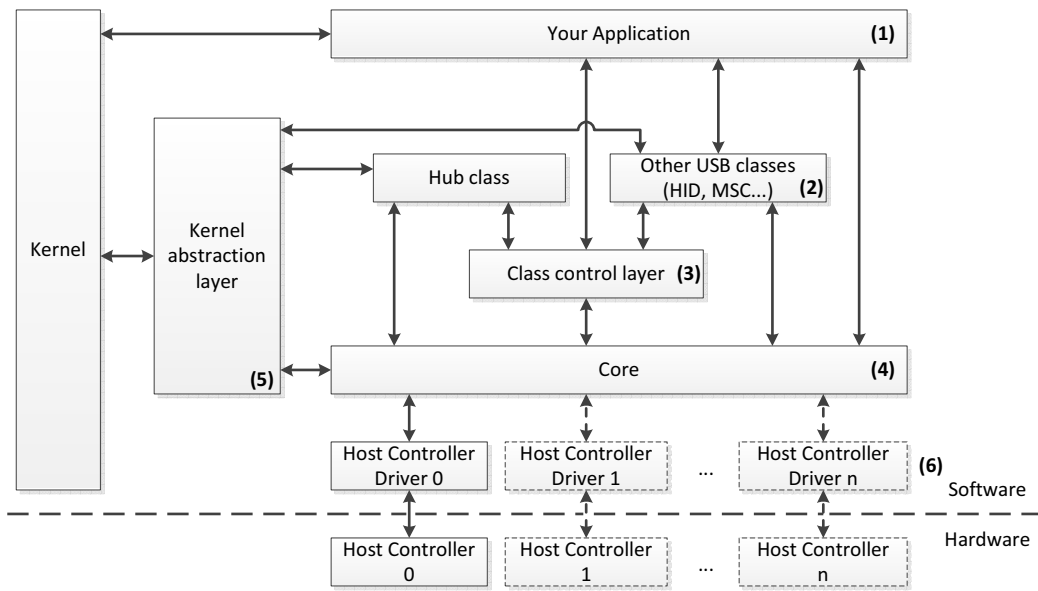 Your Application (1)
Other USB classes
(HID, MSC...) (2)
Hub class
Kernel
Kernel
abstraction
layer
(5)
Class control layer (3)
Core (4)
Host Controller
Driver 0
Host Controller
Driver 1
...
Host Controller
Driver n
(6)
Software
Hardware
Host Controller
0
Host Controller
1
...
Host Controller
n